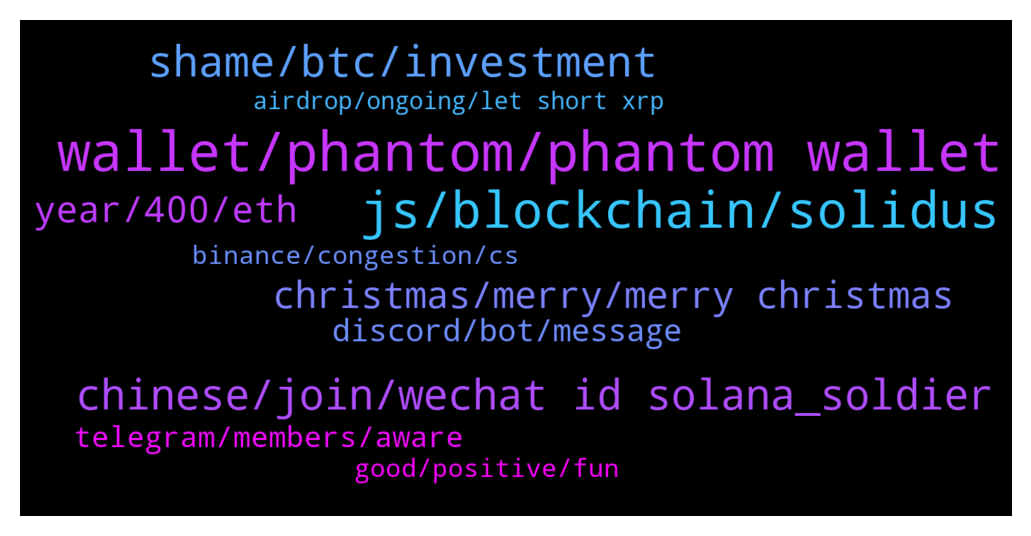 shame/btc/investment
airdrop/ongoing/let short xrp
wallet/phantom/phantom wallet
year/400/eth
js/blockchain/solidus
binance/congestion/cs
christmas/merry/merry christmas
discord/bot/message
chinese/join/wechat id solana_soldier
telegram/members/aware
good/positive/fun